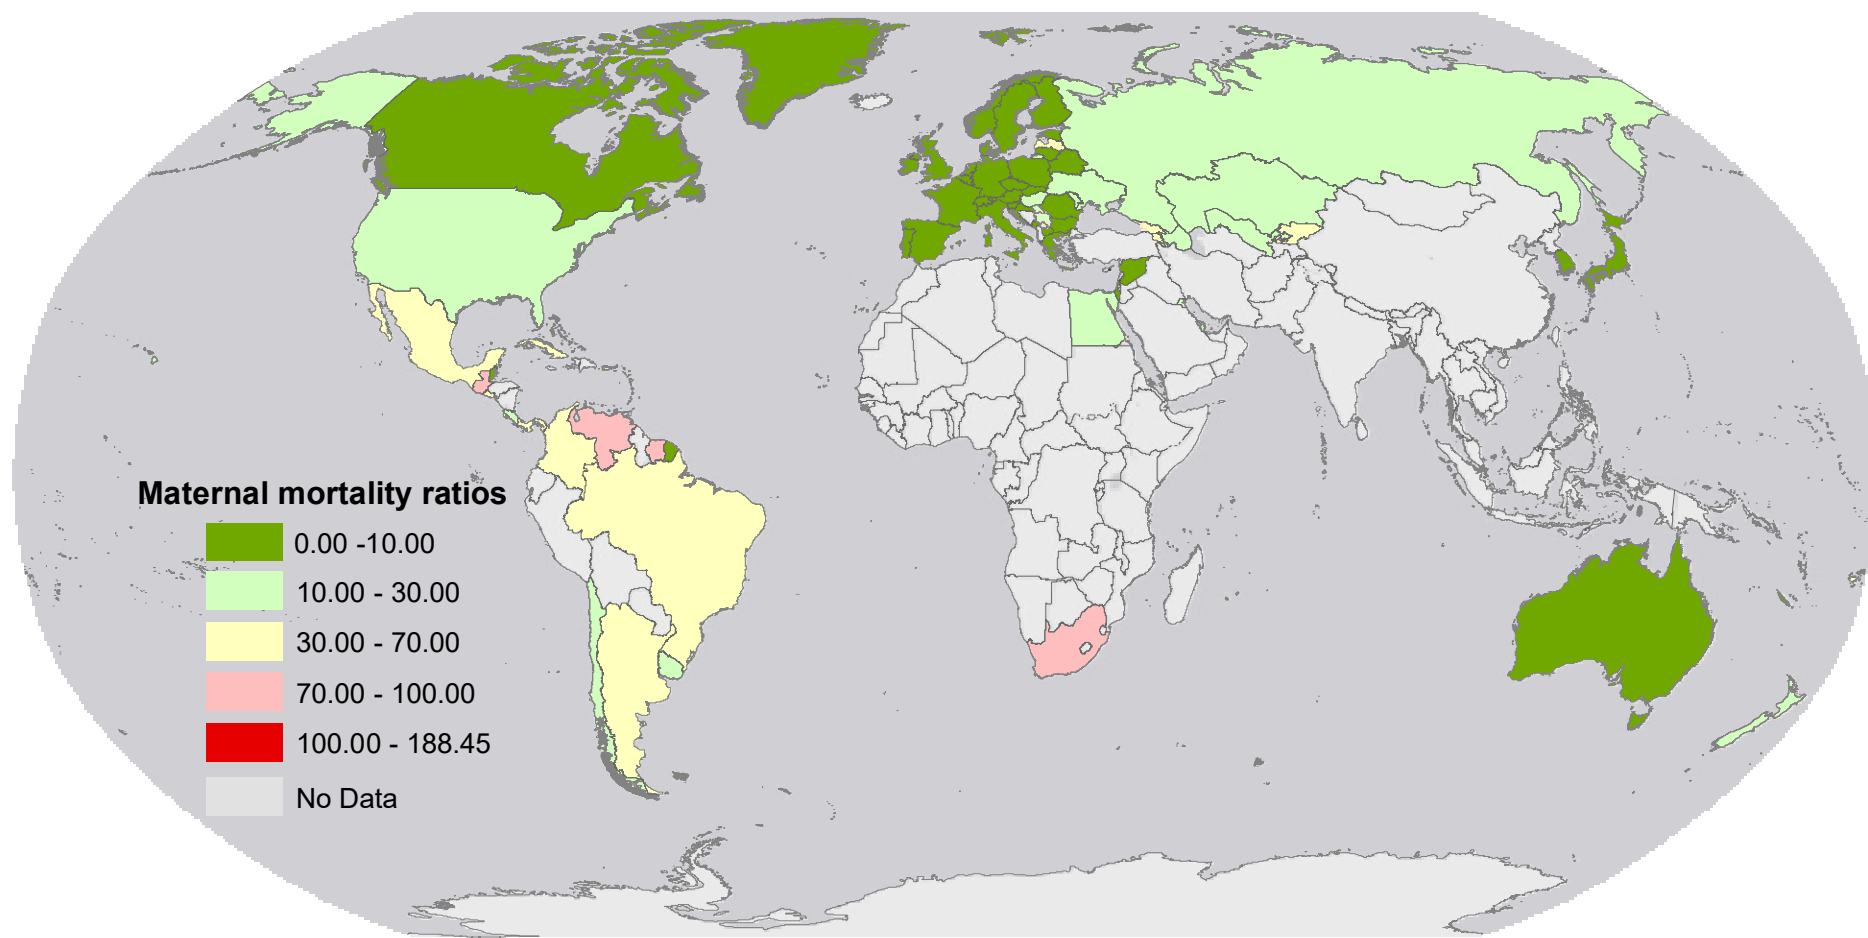 Maternal mortality ratios
0.00 -10.00
10.00 - 30.00
30.00 - 70.00
70.00 - 100.00
100.00 - 188.45
No Data